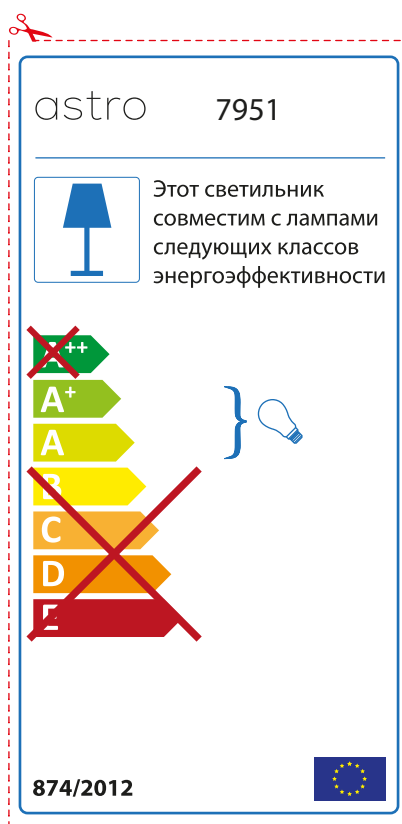 astro 7951
Этот светильник
совместим с лампами
следующих классов
энергоэффективности
A++
A+
A
B
C
D
E
874/2012